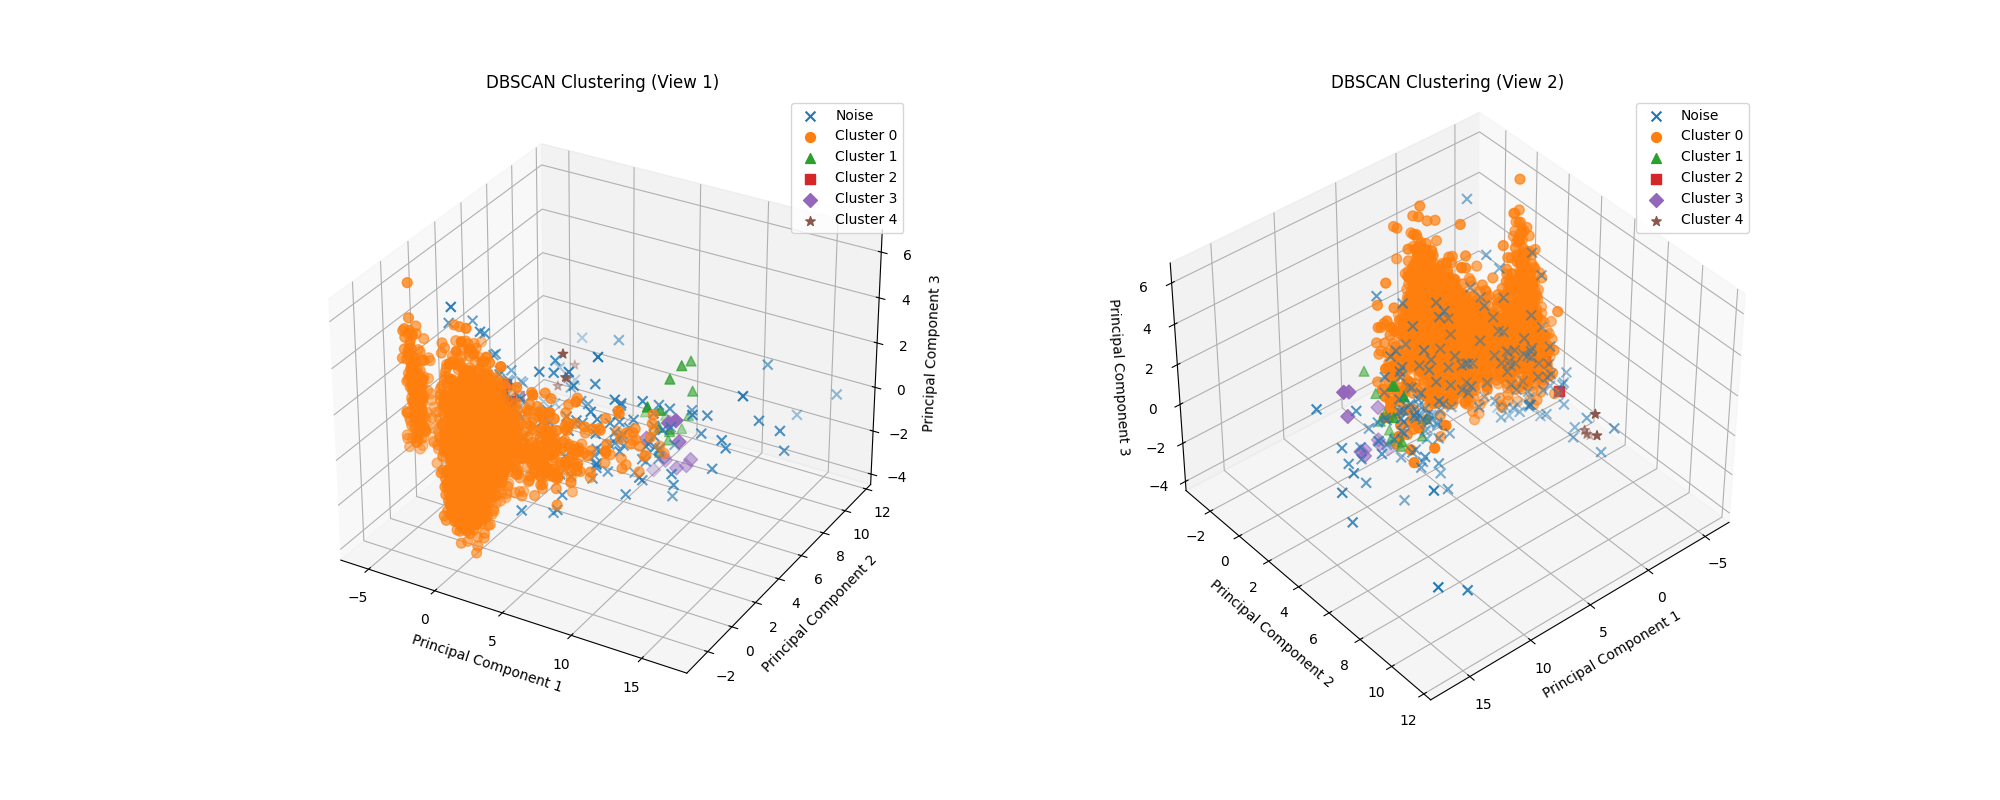 DBSCAN Clustering (View 1)
Noise
Cluster 0
Cluster 1
Cluster 2
Cluster 3
Cluster 4
6
4
2
0
−2
−4
Principal Component 3
12
10
8
6
4
2
0
−2
Principal Component 2
−5
0
5
10
15
Principal Component 1
DBSCAN Clustering (View 2)
Noise
Cluster 0
Cluster 1
Cluster 2
Cluster 3
Cluster 4
6
4
2
0
−2
−4
Principal Component 3
−2
0
2
4
6
8
10
12
Principal Component 2
−5
0
5
10
15
Principal Component 1